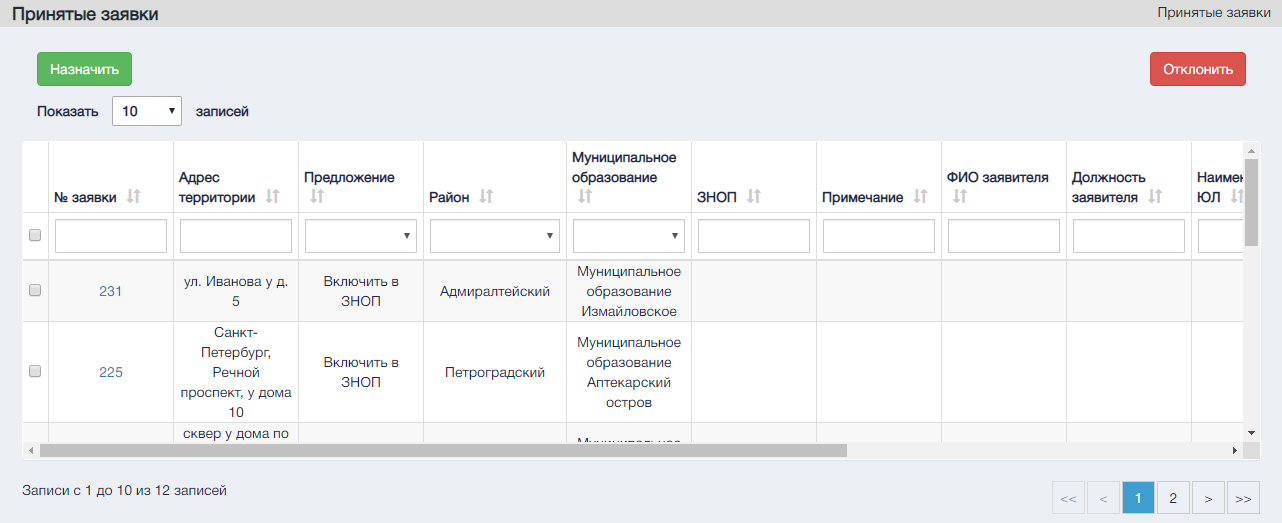 Принятые заявки
Принятые заявки
Назначить
Отклонить
Показать 10 записей
№ заявки
Адрес
территории
Предложение
Район
Муниципальное
образование
ЗНОП
Примечание
ФИО заявителя
Должность
заявителя
Наимен
ЮЛ
231
ул. Иванова у д.
5
Включить в
ЗНОП
Адмиралтейский
Муниципальное
образование
Измайловское
225
Санкт-
Петербург,
Речной
проспект, у дома
10
Включить в
ЗНОП
Петроградский
Муниципальное
образование
Аптекарский
остров
сквер у дома по
Записи с 1 до 10 из 12 записей
<< < 1 2 > >>